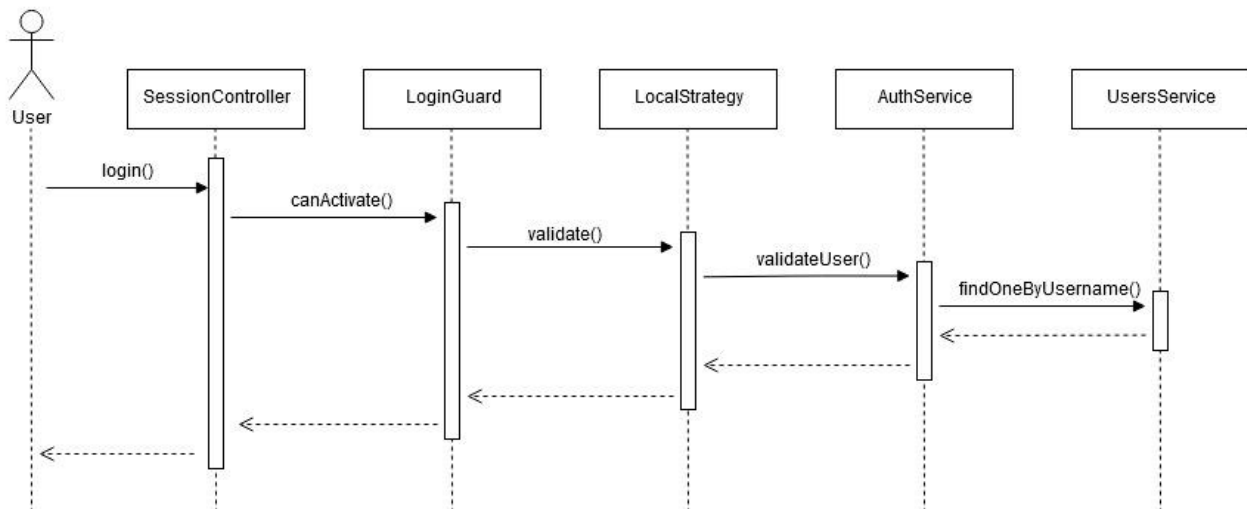 User
SessionController
LoginGuard
LocalStrategy
AuthService
UsersService
login()
canActivate()
validate()
validateUser()
findOneByUsername()